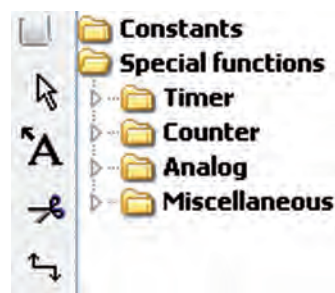 Constants
Special functions
Timer
A
Counter
Analog
Miscellaneous